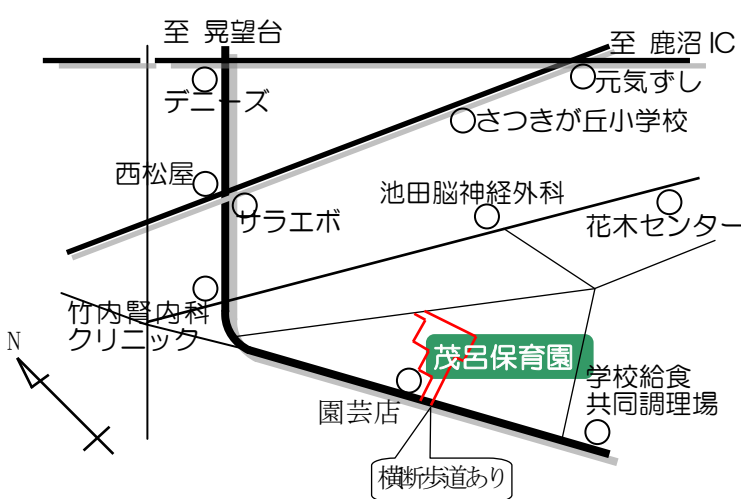 至 晃望台
至 鹿沼IC
デニーズ
元気ずし
さつきが丘小学校
西松屋
サラエボ
池田脳神経外科
花木センター
竹内賢内科
クリニック
N
茂呂保育園
園芸店
学校給食
共同調理場
横断歩道あり